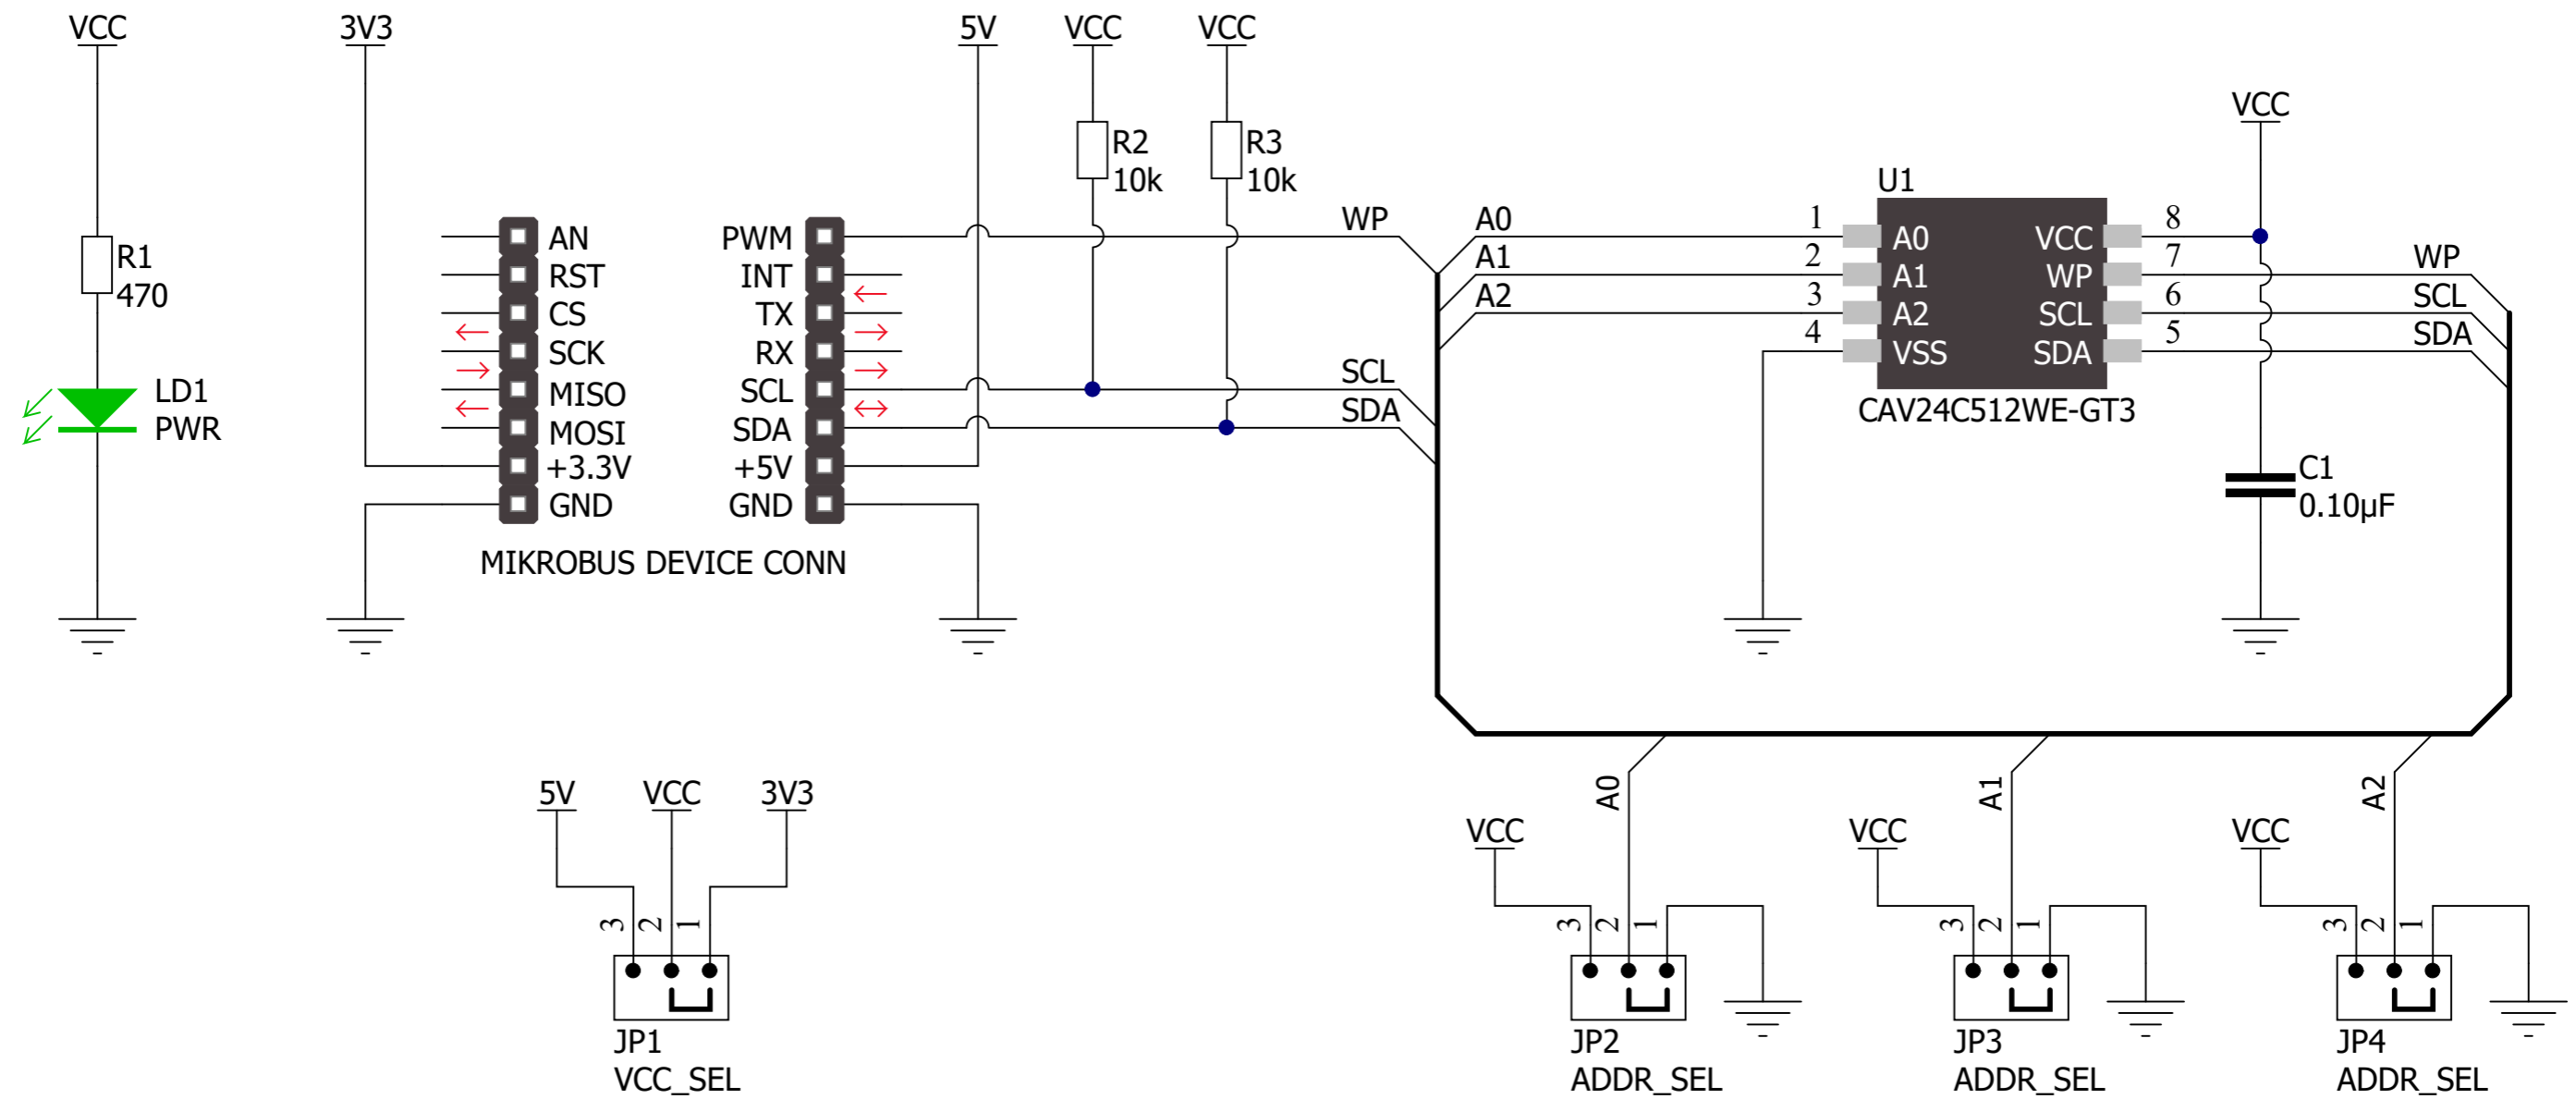 VCC
R1
470
LD1
PWR
3V3
AN
RST
CS
SCK
MISO
MOSI
+3.3V
GND
PWM
INT
TX
RX
SCL
SDA
+5V
GND
MIKROBUS DEVICE CONN
5V
VCC
R2
10k
VCC
R3
10k
WP
SCL
SDA
A0
A1
A2
U1
1
2
3
4
A0
A1
A2
VSS
VCC
WP
SCL
SDA
8
7
6
5
CAV24C512WE-GT3
VCC
WP
SCL
SDA
C1
0.10µF
5V
VCC
3V3
3
2
1
JP1
VCC_SEL
VCC
A0
3
2
1
JP2
ADDR_SEL
VCC
A1
3
2
1
JP3
ADDR_SEL
VCC
A2
3
2
1
JP4
ADDR_SEL